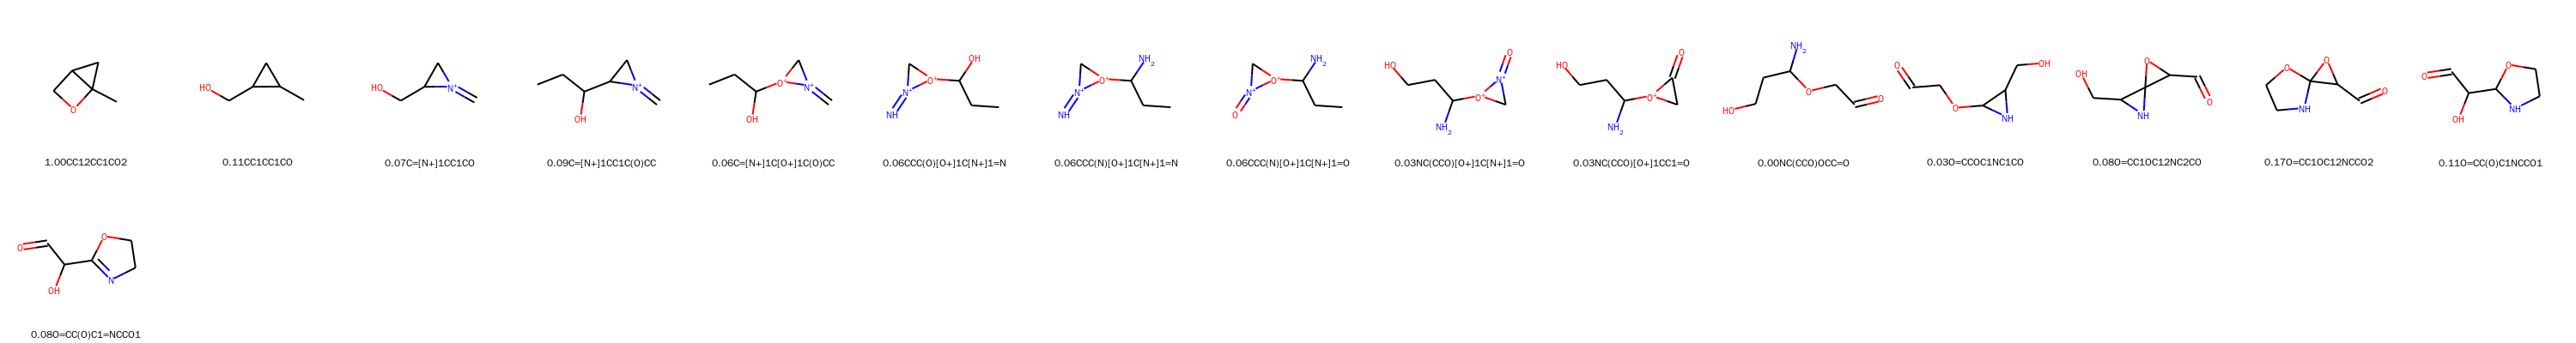 O
HO
HO
N+
OH
N+
O+
N+
OH
OH
O+
N+
NH
NH2
O+
N+
NH
NH2
O+
N+
O
HO
O
N+
O+
NH2
HO
O
O+
NH2
NH2
O
O
HO
O
O
NH
OH
OH
O
O
NH
O
O
NH
O
O
O
OH
NH
1.00CC12CC1CO2
0.11CC1CC1CO
0.07C=[N+]1CC1CO
0.09C=[N+]1CC1C(O)CC
0.06C=[N+]1C[O+]1C(O)CC
0.06CCC(O)[O+]1C[N+]1=N
0.06CCC(N)[O+]1C[N+]1=N
0.06CCC(N)[O+]1C[N+]1=O
0.03NC(CCO)[O+]1C[N+]1=O
0.03NC(CCO)[O+]1CC1=O
0.00NC(CCO)OCC=O
0.03O=CCOC1NC1CO
0.08O=CC1OC12NC2CO
0.17O=CC1OC12NCCO2
0.11O=CC(O)C1NCCO1
O
O
N
OH
0.08O=CC(O)C1=NCCO1